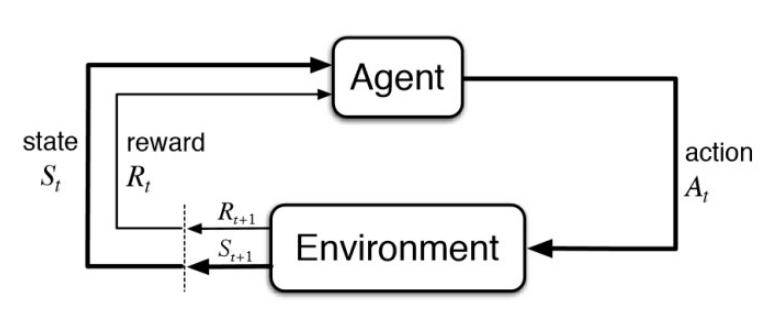 Agent
state
S_t
reward
R_t
action
A_t
R_{t+1}
S_{t+1}
Environment